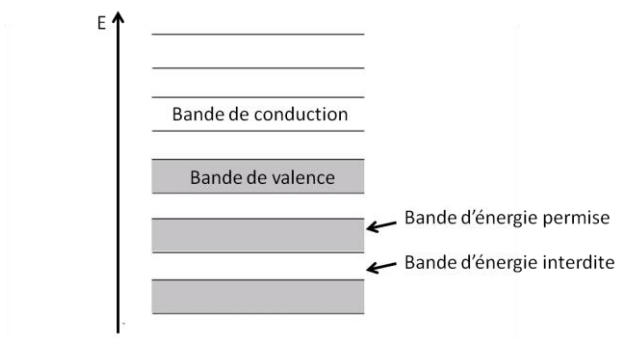 E
Bande de conduction
Bande de valence
Bande d'énergie permise
Bande d'énergie interdite